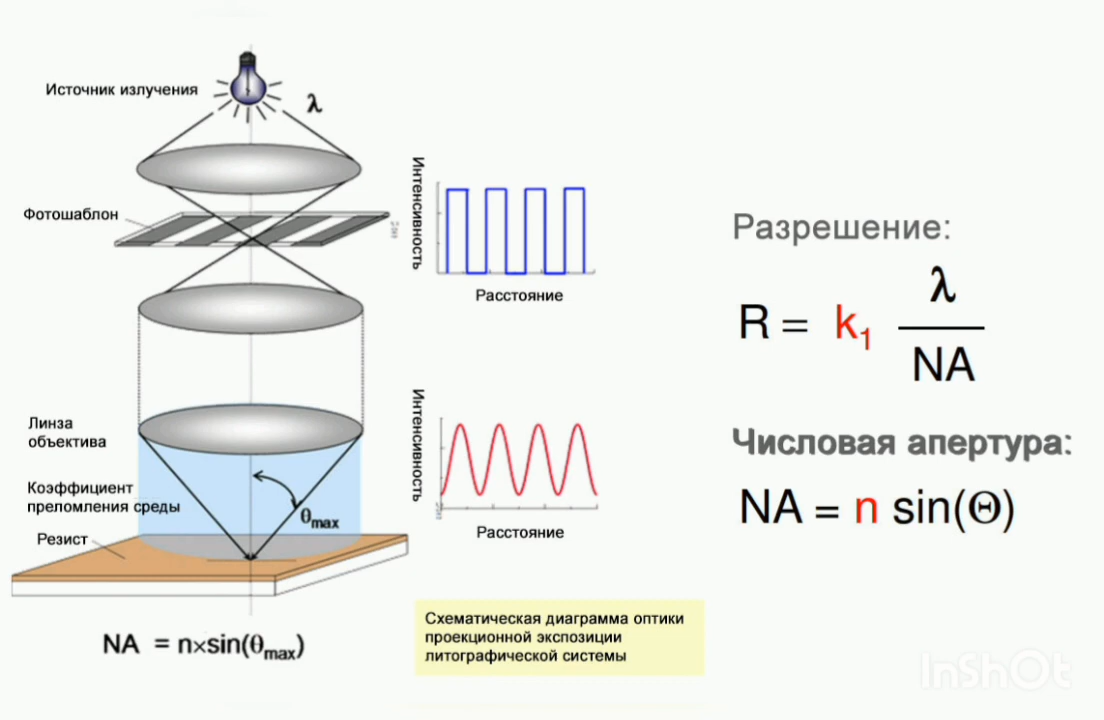 Источник излучения
λ
Фотошаблон
Интенсивность
Расстояние
Линза
объектива
Коэффициент
преломления среды
Резист
θmax
Интенсивность
Расстояние
NA = n×sin(θmax)
Схематическая диаграмма оптики
проекционной экспозиции
литографической системы
Разрешение:
R = k1 λ
NA
Числовая апертура:
NA = n sin(Θ)
InShOt